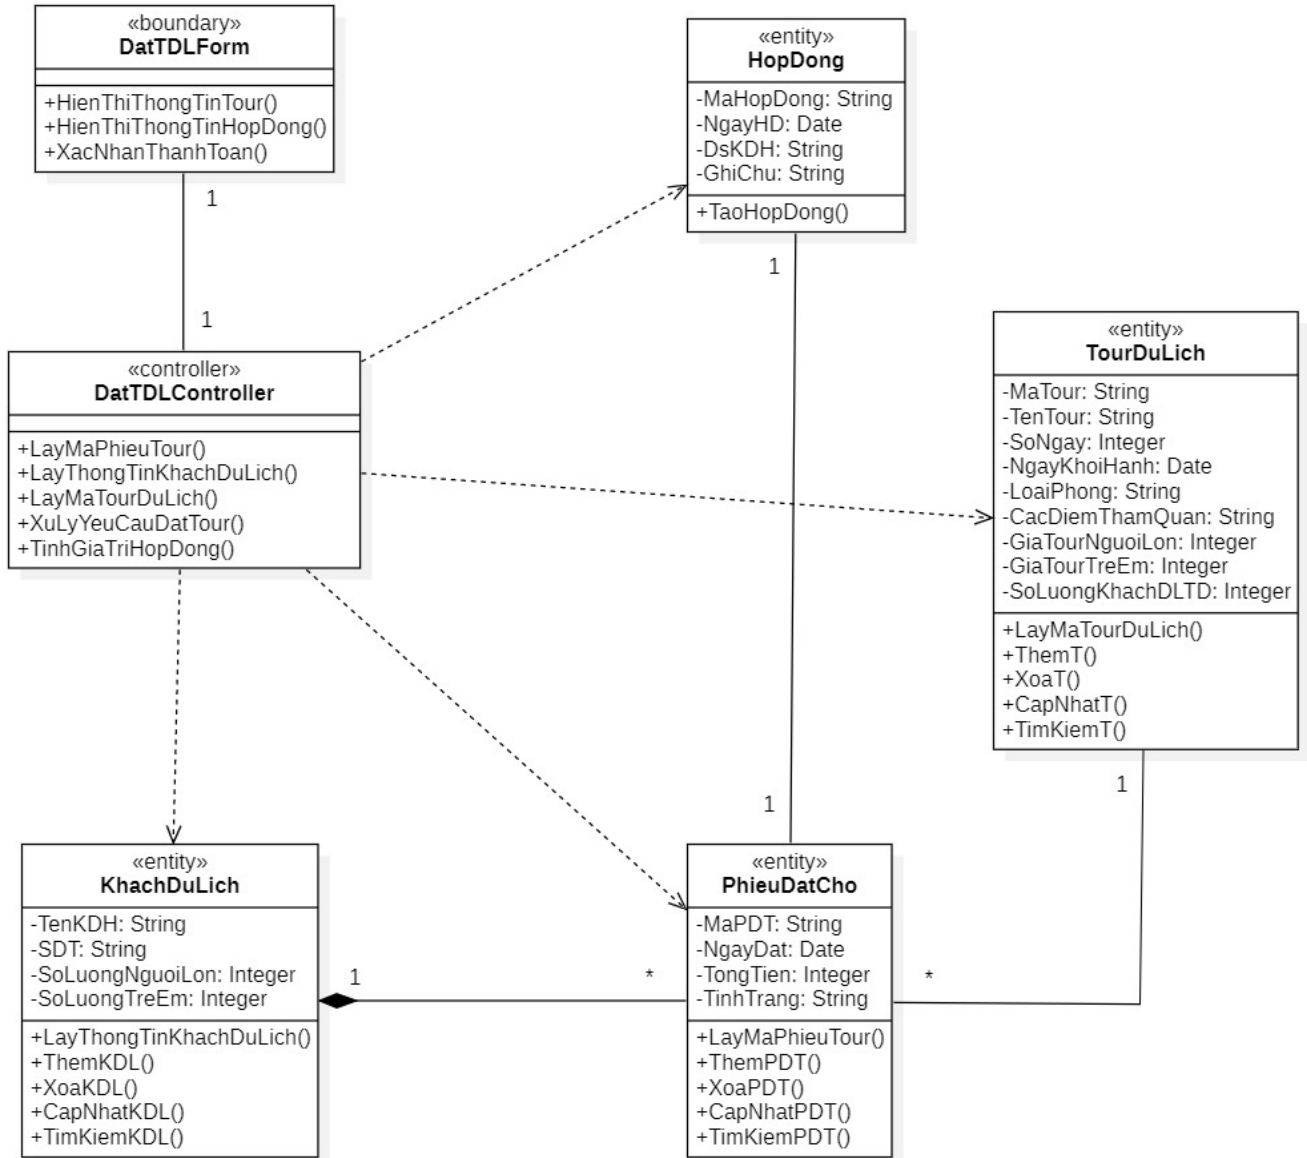 «boundary»
DatTDLForm
+HienThiThongTinTour()
+HienThiThongTinHopDong()
+XacNhanThanhToan()
1
1
«entity»
HopDong
-MaHopDong: String
-NgayHD: Date
-DsKDH: String
-GhiChu: String
+TaoHopDong()
1
1
«controller»
DatTDLController
+LayMaPhieuTour()
+LayThongTinKhachDuLich()
+LayMaTourDuLich()
+XuLyYeuCauDatTour()
+TinhGiaTriHopDong()
«entity»
TourDuLich
-MaTour: String
-TenTour: String
-SoNgay: Integer
-NgayKhoiHanh: Date
-LoaiPhong: String
-CacDiemThamQuan: String
-GiaTourNguoiLon: Integer
-GiaTourTreEm: Integer
-SoLuongKhachDLTD: Integer
+LayMaTourDuLich()
+ThemT()
+XoaT()
+CapNhatT()
+TimKiemT()
1
«entity»
KhachDuLich
-TenKDH: String
-SDT: String
-SoLuongNguoiLon: Integer
-SoLuongTreEm: Integer
+LayThongTinKhachDuLich()
+ThemKDL()
+XoaKDL()
+CapNhatKDL()
+TimKiemKDL()
1
*
«entity»
PhieuDatCho
-MaPDT: String
-NgayDat: Date
-TongTien: Integer
-TinhTrang: String
+LayMaPhieuTour()
+ThemPDT()
+XoaPDT()
+CapNhatPDT()
+TimKiemPDT()
*